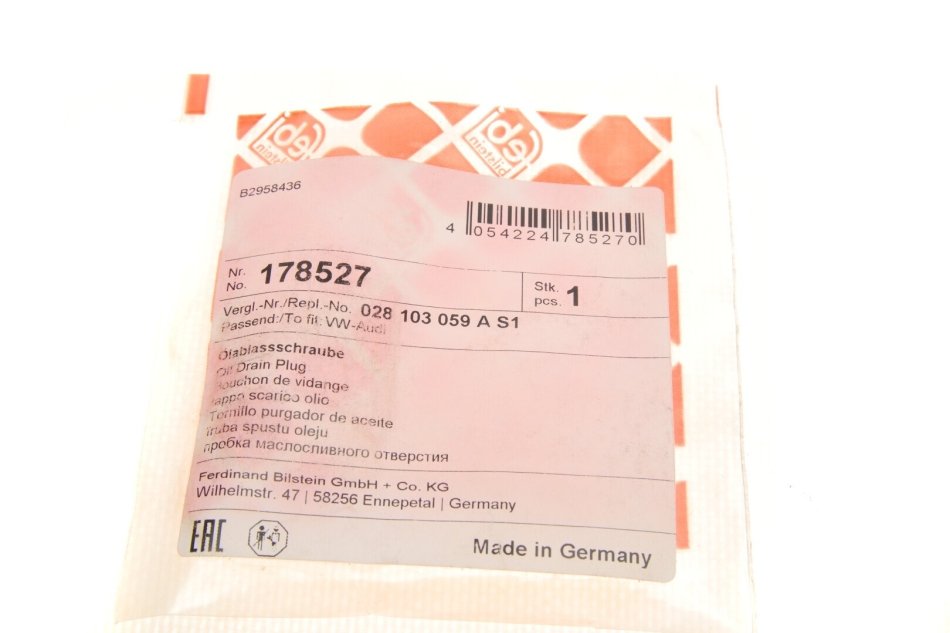 febi
bilstein
febi
bilstein
B2958436
4 054224 785270
Nr.
No. 178527
Stk.
pcs. 1
Vergl.-Nr./Repl.-No. 028 103 059 A S1
Passend:/To fit: VW-Audi
Ölablassschraube
Oil Drain Plug
Bouchon de vidange
Tappo scarico olio
Tornillo purgador de aceite
Śruba spustu oleju
Пробка маслосливного отверстия
Ferdinand Bilstein GmbH + Co. KG
Wilhelmstr. 47 | 58256 Ennepetal | Germany
EAC
Made in Germany